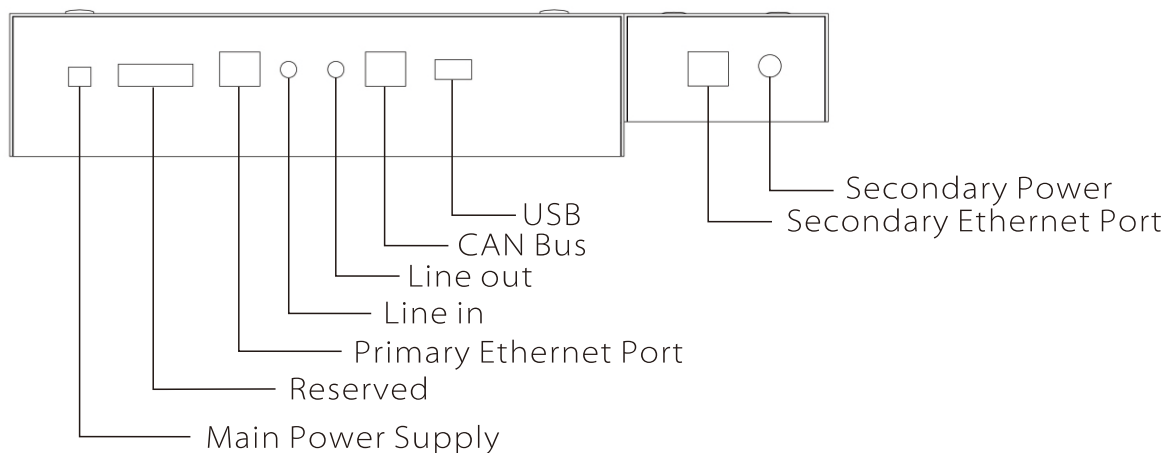 Secondary Power
USB
Secondary Ethernet Port
CAN Bus
Line out
Line in
Primary Ethernet Port
Reserved
Main Power Supply